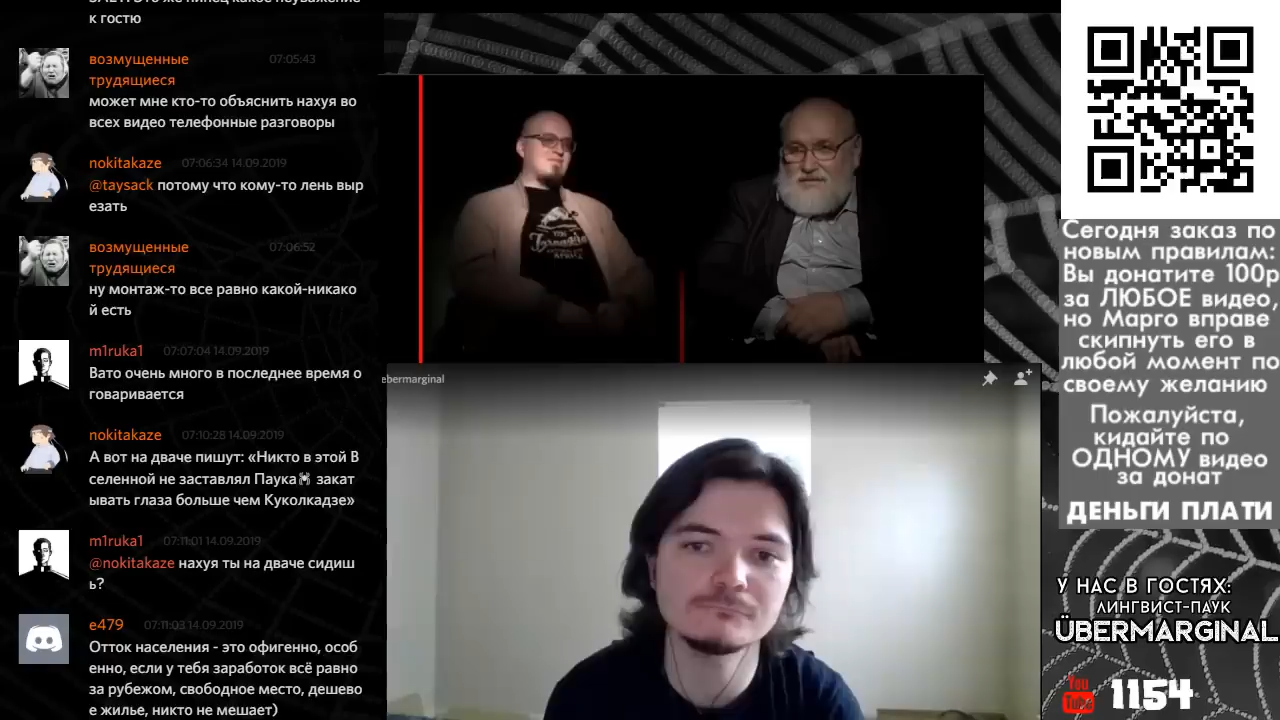 к гостю
возмущенные
трудящиеся
07:05:43
может мне кто-то объяснить нахуя во
всех видео телефонные разговоры
nokitakaze 07:06:34 14.09.2019
@taysack потому что кому-то лень выр
езать
возмущенные
трудящиеся
07:06:52
ну монтаж-то все равно какой-никако
й есть
m1ruka1 07:07:04 14.09.2019
Вато очень много в последнее время о
говаривается
nokitakaze 07:10:28 14.09.2019
А вот на дваче пишут: «Никто в этой В
селенной не заставлял Паука🕷 закат
ывать глаза больше чем Куколкадзе»
m1ruka1 07:11:01 14.09.2019
@nokitakaze нахуя ты на дваче сидиш
ь?
e479 07:11:03 14.09.2019
Отток населения - это офигенно, особ
енно, если у тебя заработок всё равно
за рубежом, свободное место, дешево
е жилье, никто не мешает)
ebermarginal
Сегодня заказ по
новым правилам:
Вы донатите 100р
за ЛЮБОЕ видео,
но Марго вправе
скипнуть его в
любой момент по
своему желанию
Пожалуйста,
кидайте по
ОДНОМУ видео
за донат
ДЕНЬГИ ПЛАТИ
У НАС В ГОСТЯХ:
ЛИНГВИСТ-ПАУК
ÜBERMARGINAL
You
Tube
1154